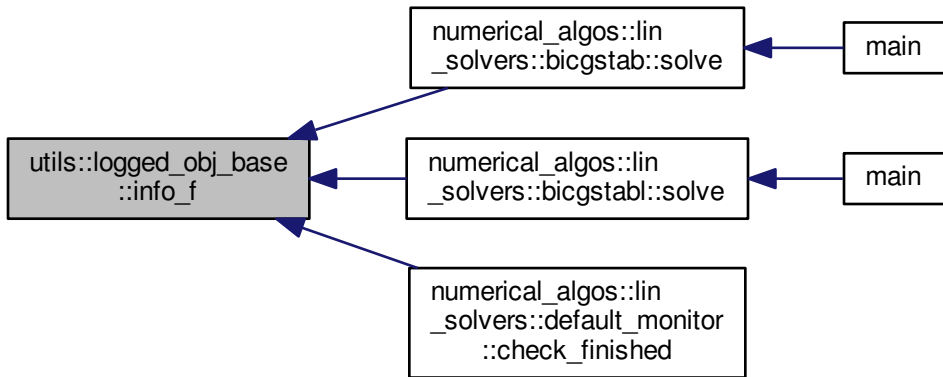 utils::logged_obj_base
::info_f
numerical_algos::lin
_solvers::bicgstab::solve
main
numerical_algos::lin
_solvers::bicgstabl::solve
main
numerical_algos::lin
_solvers::default_monitor
::check_finished